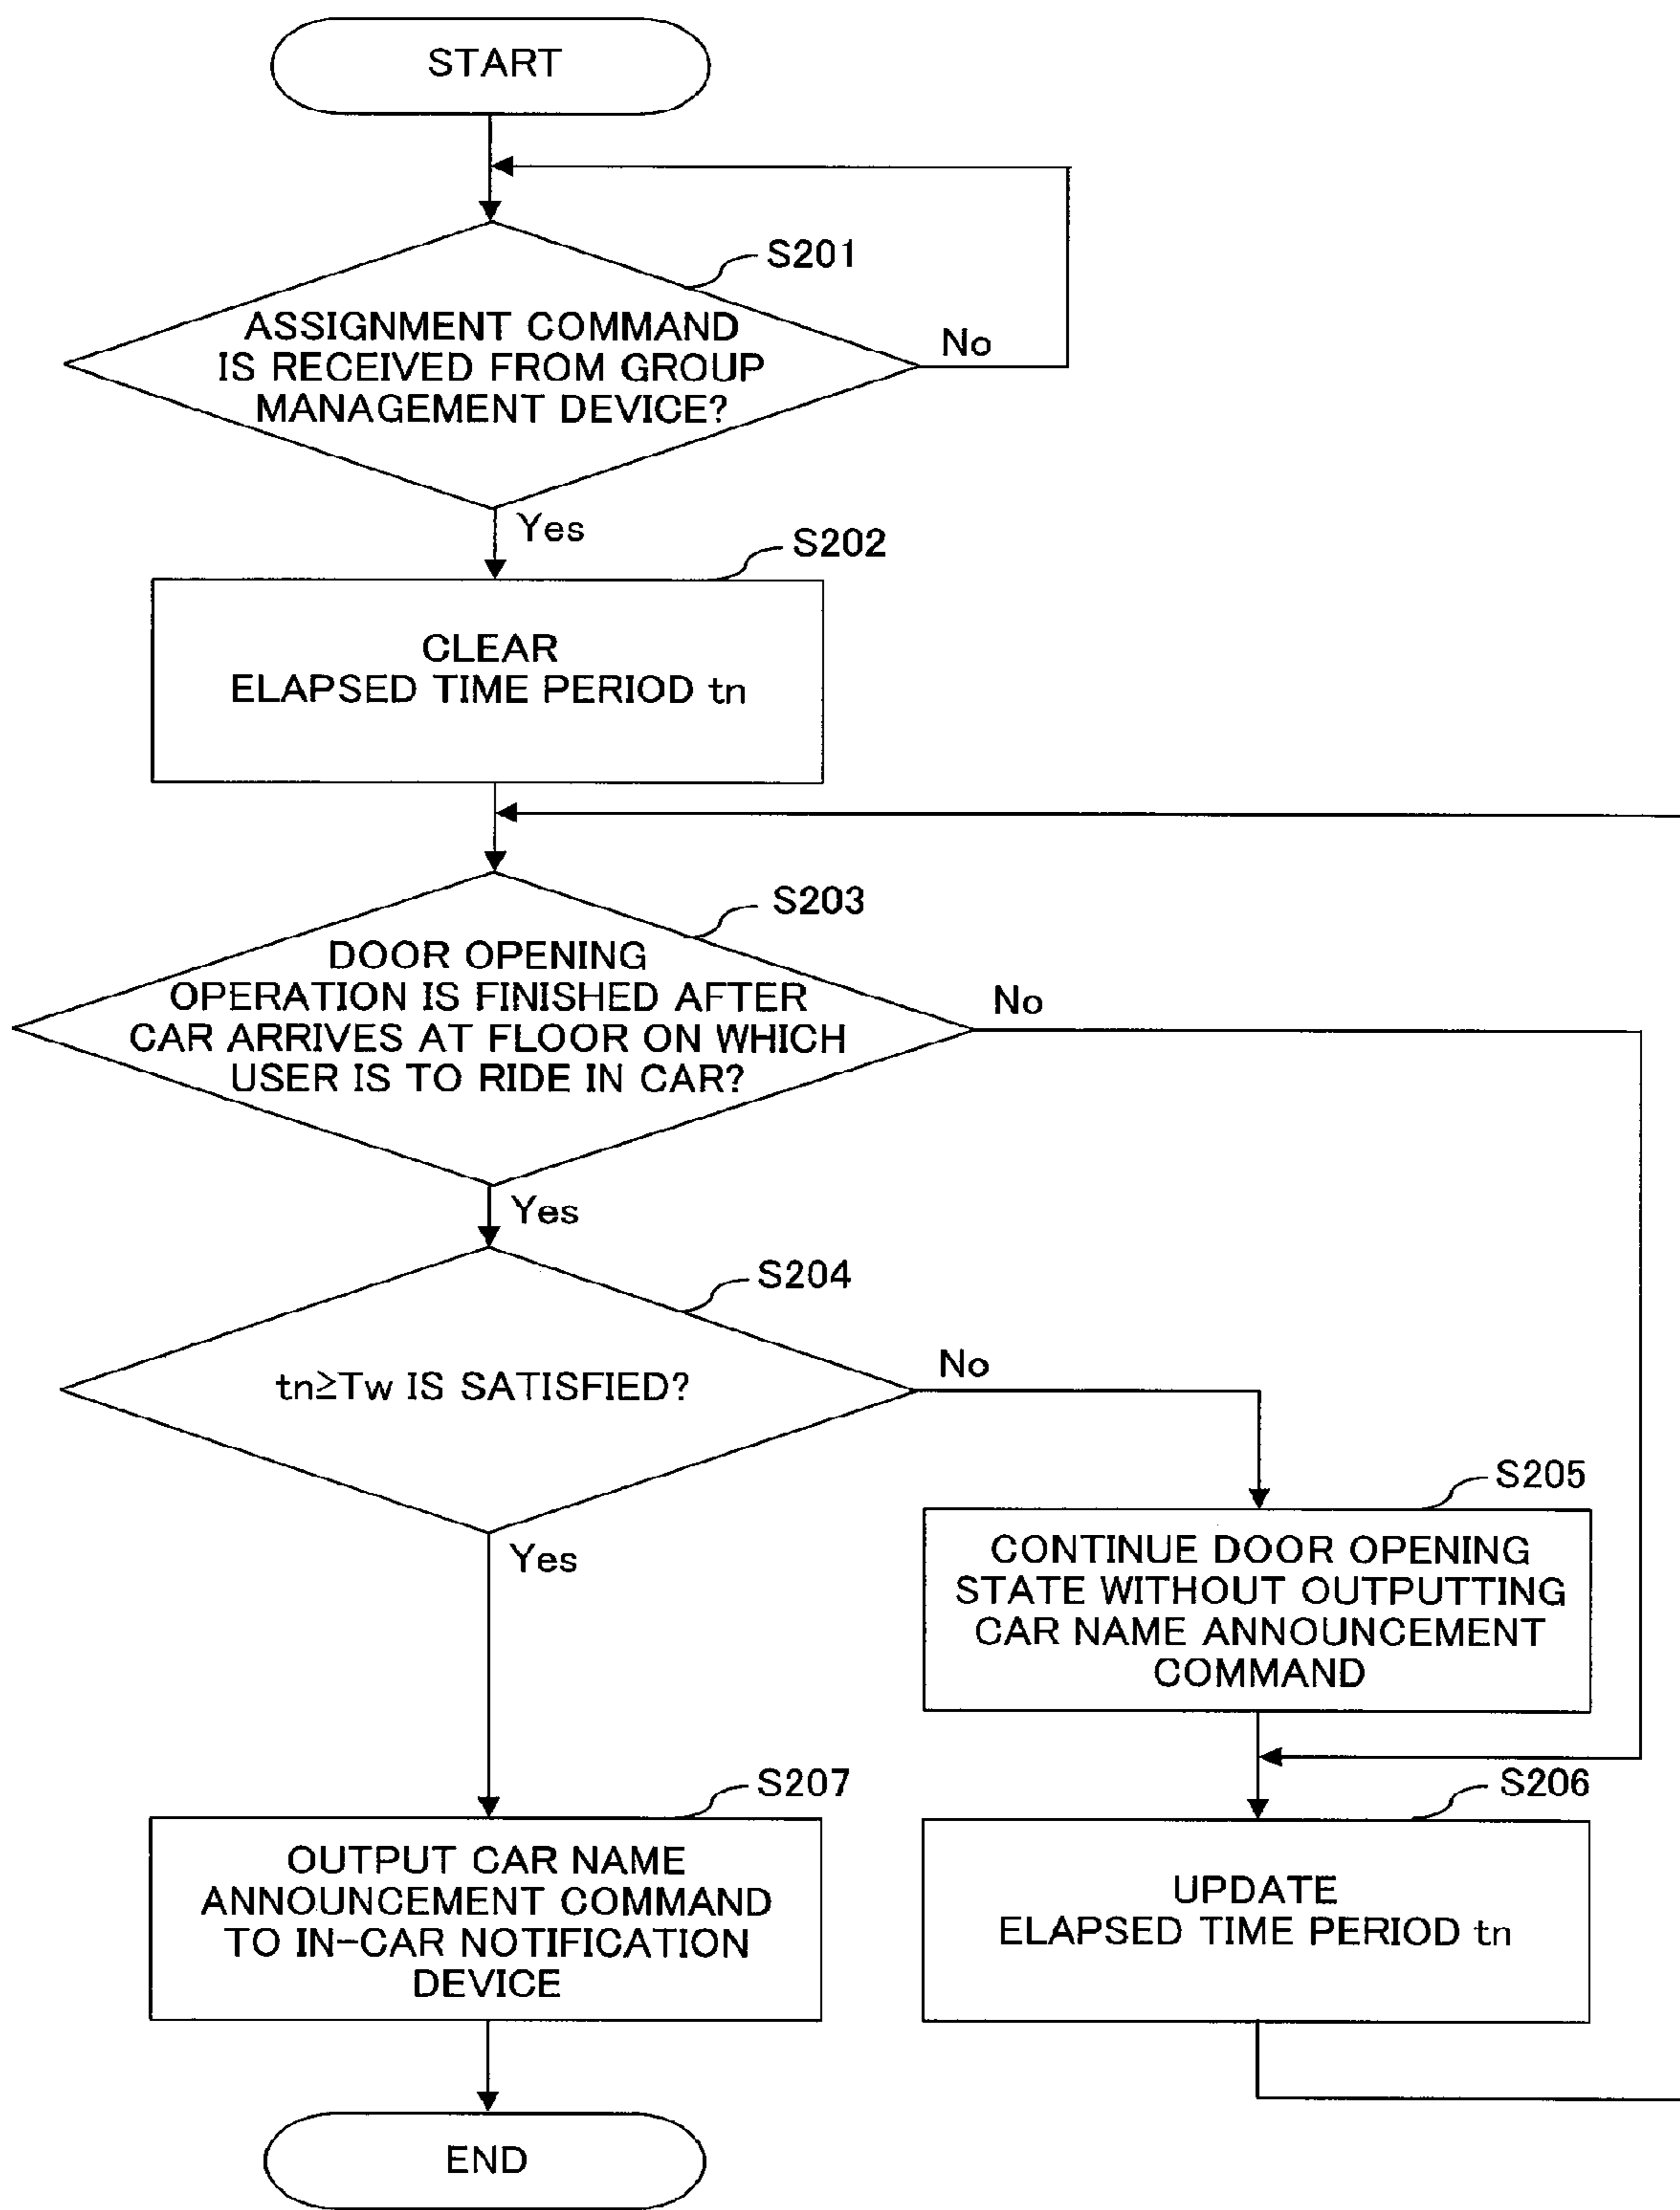 START
S201
ASSIGNMENT COMMAND
IS RECEIVED FROM GROUP
MANAGEMENT DEVICE?
No
Yes
S202
CLEAR
ELAPSED TIME PERIOD tn
S203
DOOR OPENING
OPERATION IS FINISHED AFTER
CAR ARRIVES AT FLOOR ON WHICH
USER IS TO RIDE IN CAR?
No
Yes
S204
tn≥Tw IS SATISFIED?
No
Yes
S205
CONTINUE DOOR OPENING
STATE WITHOUT OUTPUTTING
CAR NAME ANNOUNCEMENT
COMMAND
S206
UPDATE
ELAPSED TIME PERIOD tn
S207
OUTPUT CAR NAME
ANNOUNCEMENT COMMAND
TO IN-CAR NOTIFICATION
DEVICE
END